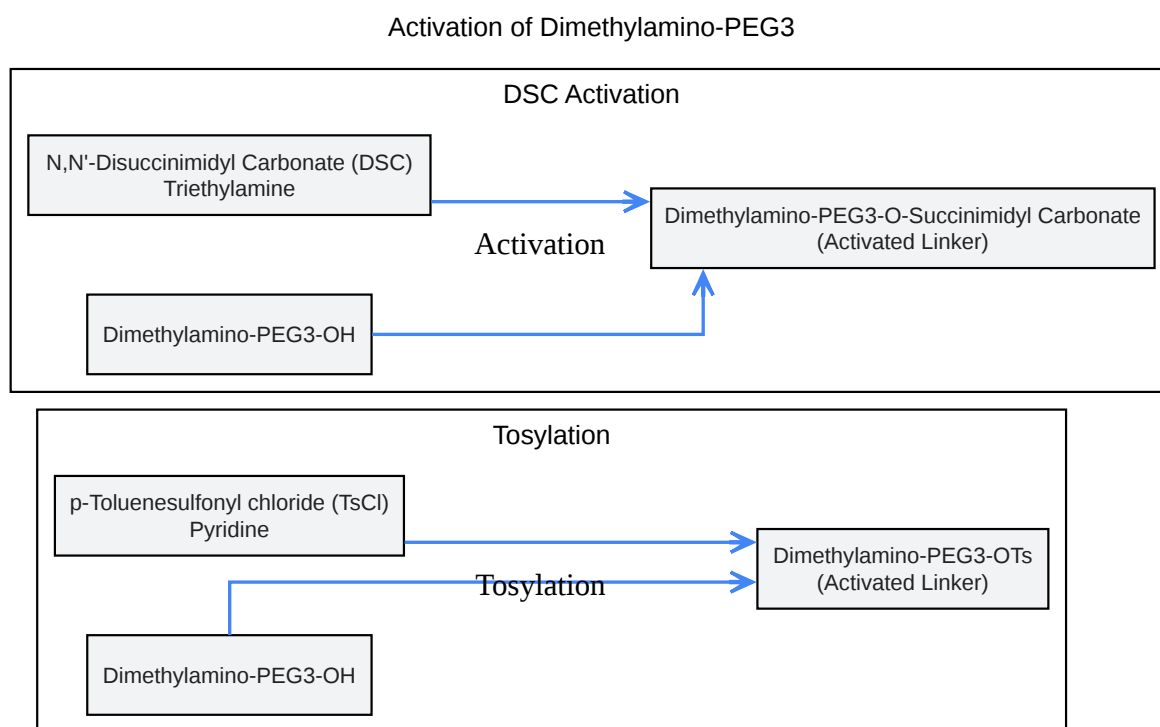 Activation of Dimethylamino-PEG3
DSC Activation
N,N'-Disuccinimidyl Carbonate (DSC)
Triethylamine
Dimethylamino-PEG3-O-Succinimidyl Carbonate
(Activated Linker)
Activation
Dimethylamino-PEG3-OH
Tosylation
p-Toluenesulfonyl chloride (TsCl)
Pyridine
Dimethylamino-PEG3-OTs
(Activated Linker)
Tosylation
Dimethylamino-PEG3-OH